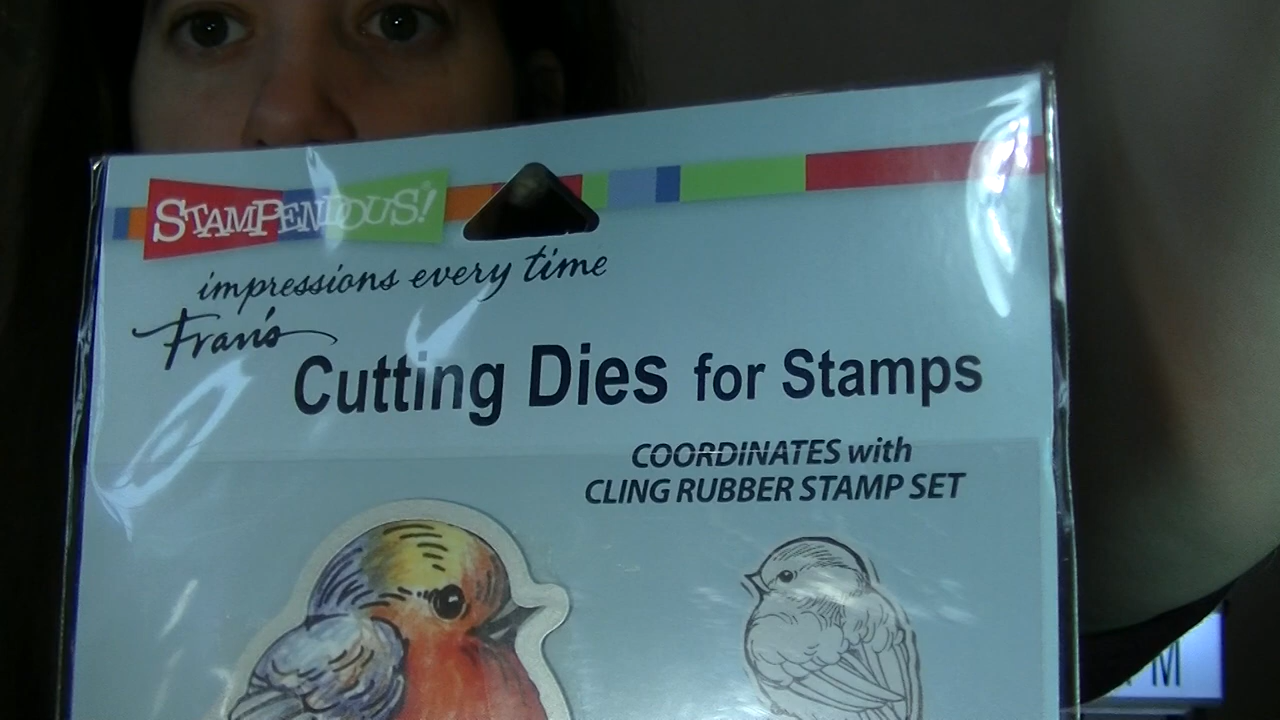 STAMPENDOUS!
impressions every time
Fran's
Cutting Dies for Stamps
COORDINATES with
CLING RUBBER STAMP SET